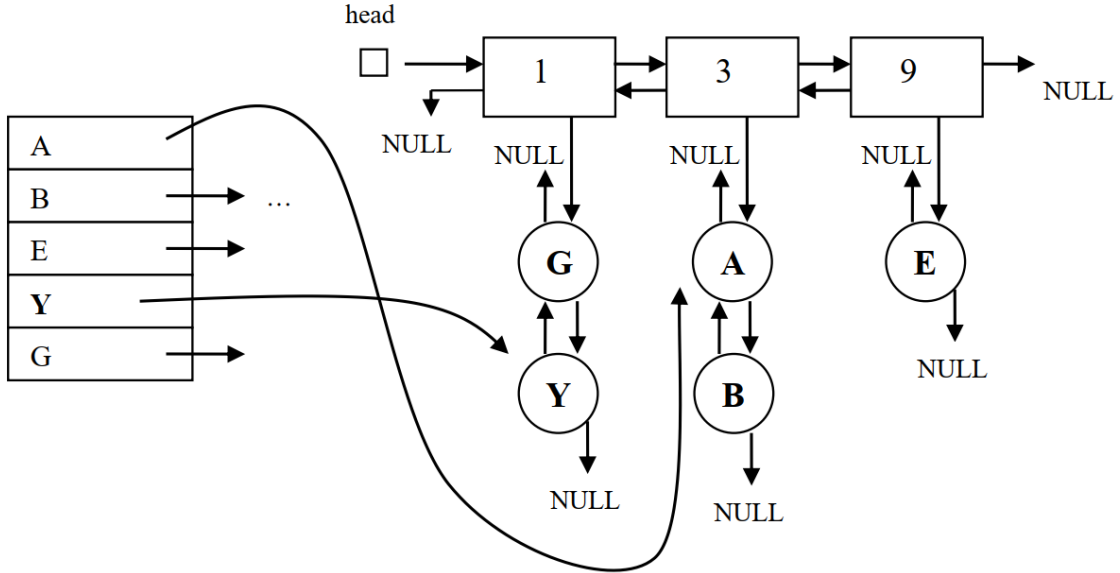 head
1 3 9
NULL
NULL NULL NULL NULL
A
B ...
E
Y
G
G A E
Y B
NULL
NULL NULL